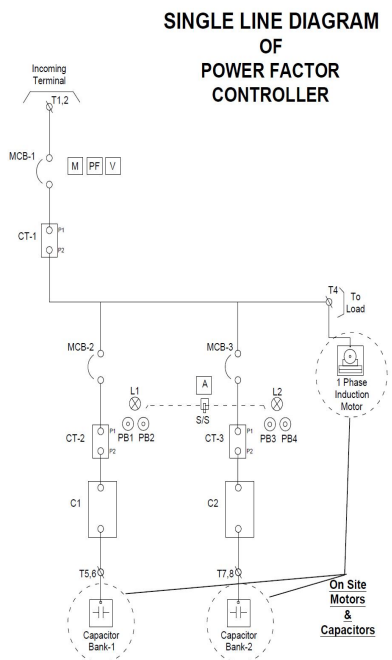 SINGLE LINE DIAGRAM
OF
POWER FACTOR
CONTROLLER
Incoming
Terminal
T1,2
MCB-1
M PF V
CT-1
P1
P2
T4
To
Load
MCB-2
MCB-3
1 Phase
Induction
Motor
A
L1
L2
S/S
PB1 PB2
PB3 PB4
CT-2
P1
P2
CT-3
P1
P2
C1
C2
T5,6
T7,8
On Site
Motors
&
Capacitors
Capacitor
Bank-1
Capacitor
Bank-2